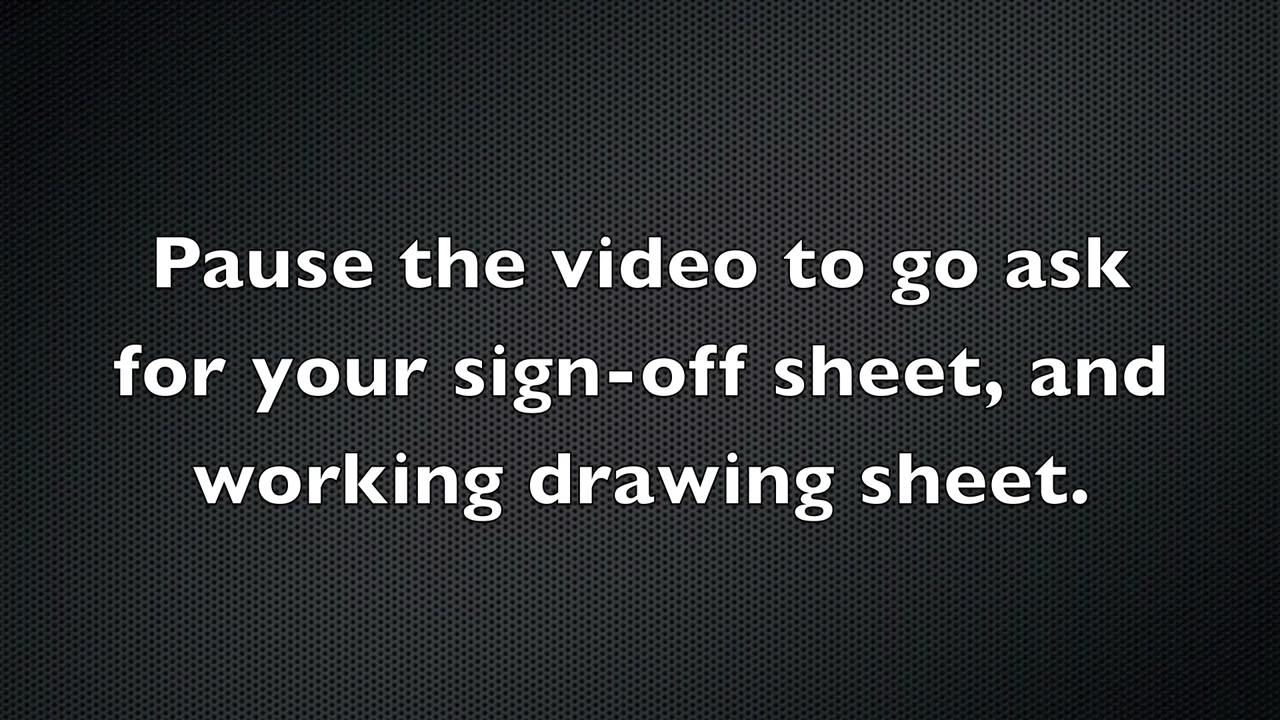 Pause the video to go ask
for your sign-off sheet, and
working drawing sheet.